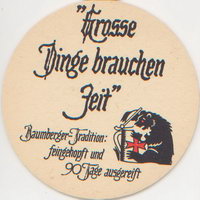 "Grosse
Dinge brauchen
Zeit"
Baumberger-Tradition:
feingehopft und
90 Tage ausgereift